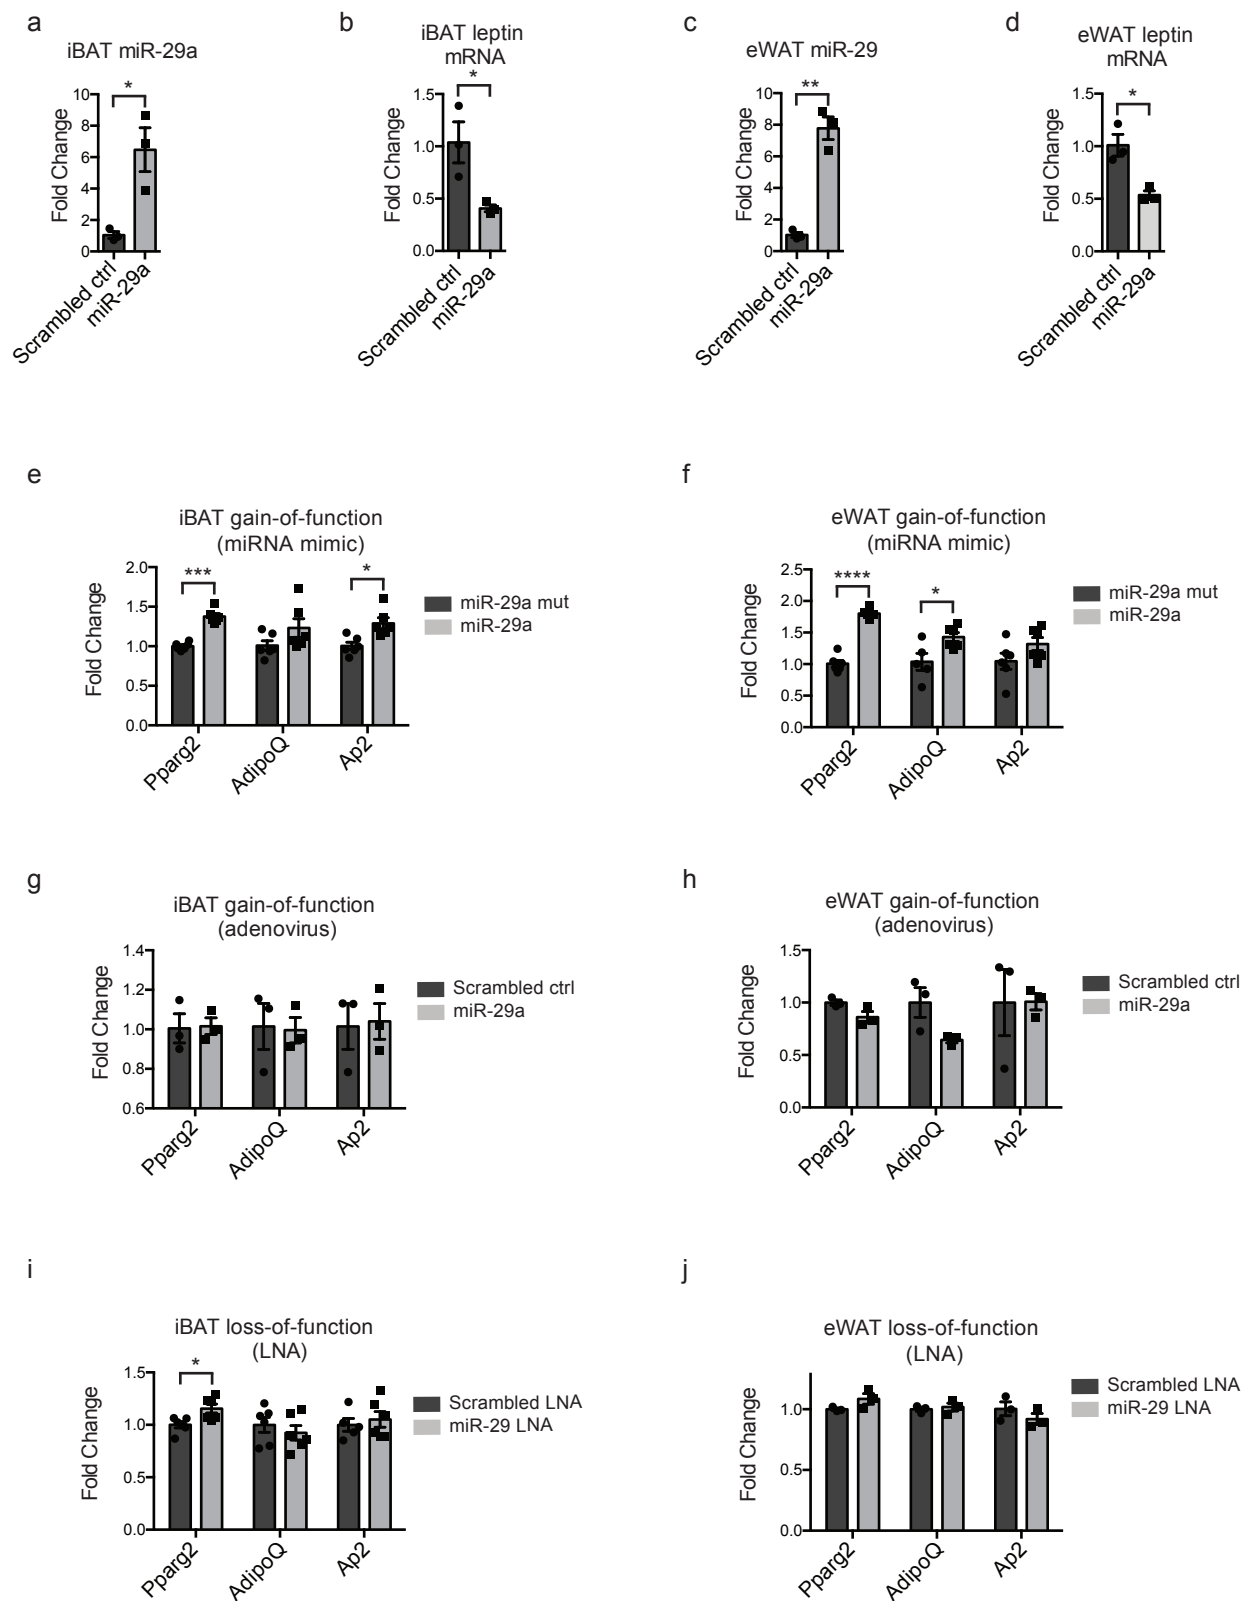 a
iBAT miR-29a
*
Fold Change
10
8
6
4
2
0
Scrambled ctrl
miR-29a
b
iBAT leptin
mRNA
*
Fold Change
1.5
1.0
0.5
0.0
Scrambled ctrl
miR-29a
c
eWAT miR-29
**
Fold Change
10
8
6
4
2
0
Scrambled ctrl
miR-29a
d
eWAT leptin
mRNA
*
Fold Change
1.5
1.0
0.5
0.0
Scrambled ctrl
miR-29a
e
iBAT gain-of-function
(miRNA mimic)
***
*
Fold Change
2.0
1.5
1.0
0.5
0.0
Pparg2
AdipoQ
Ap2
miR-29a mut
miR-29a
f
eWAT gain-of-function
(miRNA mimic)
****
*
Fold Change
2.5
2.0
1.5
1.0
0.5
0.0
Pparg2
AdipoQ
Ap2
miR-29a mut
miR-29a
g
iBAT gain-of-function
(adenovirus)
Fold Change
1.4
1.2
1.0
0.8
0.6
Pparg2
AdipoQ
Ap2
Scrambled ctrl
miR-29a
h
eWAT gain-of-function
(adenovirus)
Fold Change
1.5
1.0
0.5
0.0
Pparg2
AdipoQ
Ap2
Scrambled ctrl
miR-29a
i
iBAT loss-of-function
(LNA)
*
Fold Change
1.5
1.0
0.5
0.0
Pparg2
AdipoQ
Ap2
Scrambled LNA
miR-29 LNA
j
eWAT loss-of-function
(LNA)
Fold Change
1.0
0.5
0.0
Pparg2
AdipoQ
Ap2
Scrambled LNA
miR-29 LNA